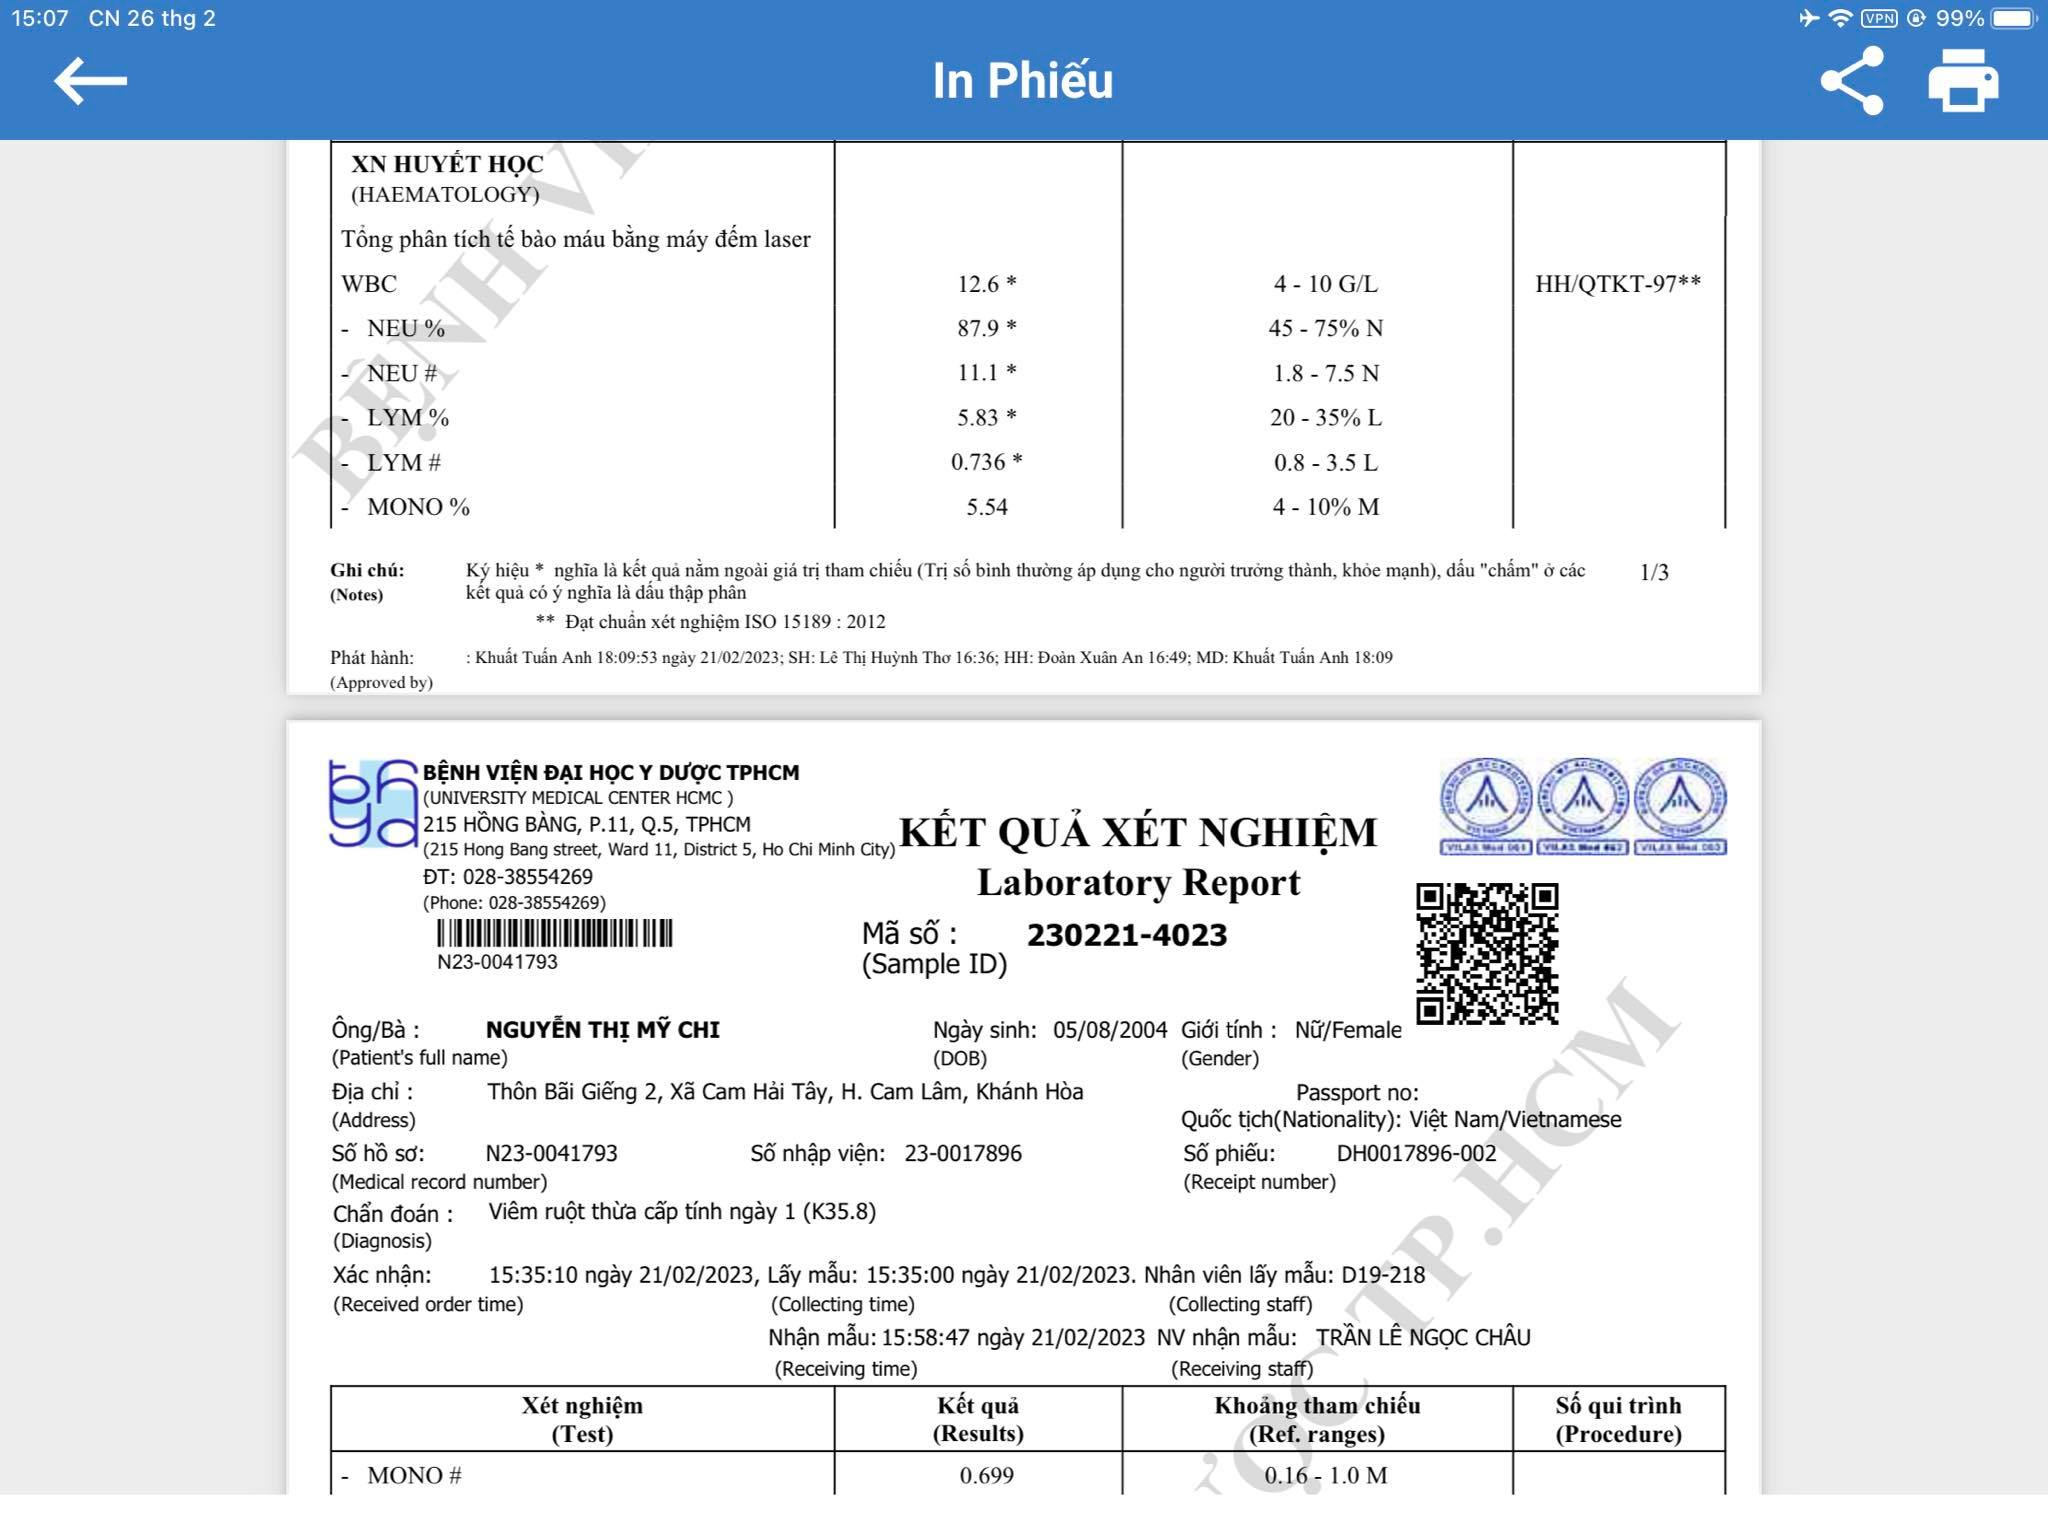 15:07 CN 26 thg 2
VPN 99%
In Phiếu
XN HUYẾT HỌC
(HAEMATOLOGY)
Tổng phân tích tế bào máu bằng máy đếm laser
WBC 12.6 * 4 - 10 G/L HH/QTKT-97**
- NEU % 87.9 * 45 - 75% N
- NEU # 11.1 * 1.8 - 7.5 N
- LYM % 5.83 * 20 - 35% L
- LYM # 0.736 * 0.8 - 3.5 L
- MONO % 5.54 4 - 10% M
Ghi chú: Ký hiệu * nghĩa là kết quả nằm ngoài giá trị tham chiếu (Trị số bình thường áp dụng cho người trưởng thành, khỏe mạnh), dấu "chấm" ở các 1/3
(Notes) kết quả có ý nghĩa là dấu thập phân
** Đạt chuẩn xét nghiệm ISO 15189 : 2012
Phát hành: : Khuất Tuấn Anh 18:09:53 ngày 21/02/2023; SH: Lê Thị Huỳnh Thơ 16:36; HH: Đoàn Xuân An 16:49; MD: Khuất Tuấn Anh 18:09
(Approved by)
BỆNH VI
BỆNH VIỆN ĐẠI HỌC Y DƯỢC TPHCM
(UNIVERSITY MEDICAL CENTER HCMC )
215 HỒNG BÀNG, P.11, Q.5, TPHCM
(215 Hong Bang street, Ward 11, District 5, Ho Chi Minh City)
ĐT: 028-38554269
(Phone: 028-38554269)
N23-0041793
KẾT QUẢ XÉT NGHIỆM
Laboratory Report
Mã số : 230221-4023
(Sample ID)
VILAS Med 001 VILAS Med 002 VILAS Med 003
Ông/Bà : NGUYỄN THỊ MỸ CHI Ngày sinh: 05/08/2004 Giới tính : Nữ/Female
(Patient's full name) (DOB) (Gender)
Địa chỉ : Thôn Bãi Giếng 2, Xã Cam Hải Tây, H. Cam Lâm, Khánh Hòa Passport no:
(Address) Quốc tịch(Nationality): Việt Nam/Vietnamese
Số hồ sơ: N23-0041793 Số nhập viện: 23-0017896 Số phiếu: DH0017896-002
(Medical record number) (Receipt number)
Chẩn đoán : Viêm ruột thừa cấp tính ngày 1 (K35.8)
(Diagnosis)
Xác nhận: 15:35:10 ngày 21/02/2023, Lấy mẫu: 15:35:00 ngày 21/02/2023. Nhân viên lấy mẫu: D19-218
(Received order time) (Collecting time) (Collecting staff)
Nhận mẫu: 15:58:47 ngày 21/02/2023 NV nhận mẫu: TRẦN LÊ NGỌC CHÂU
(Receiving time) (Receiving staff)
Xét nghiệm Kết quả Khoảng tham chiếu Số qui trình
(Test) (Results) (Ref. ranges) (Procedure)
- MONO # 0.699 0.16 - 1.0 M
ƯỢC TP.HCM